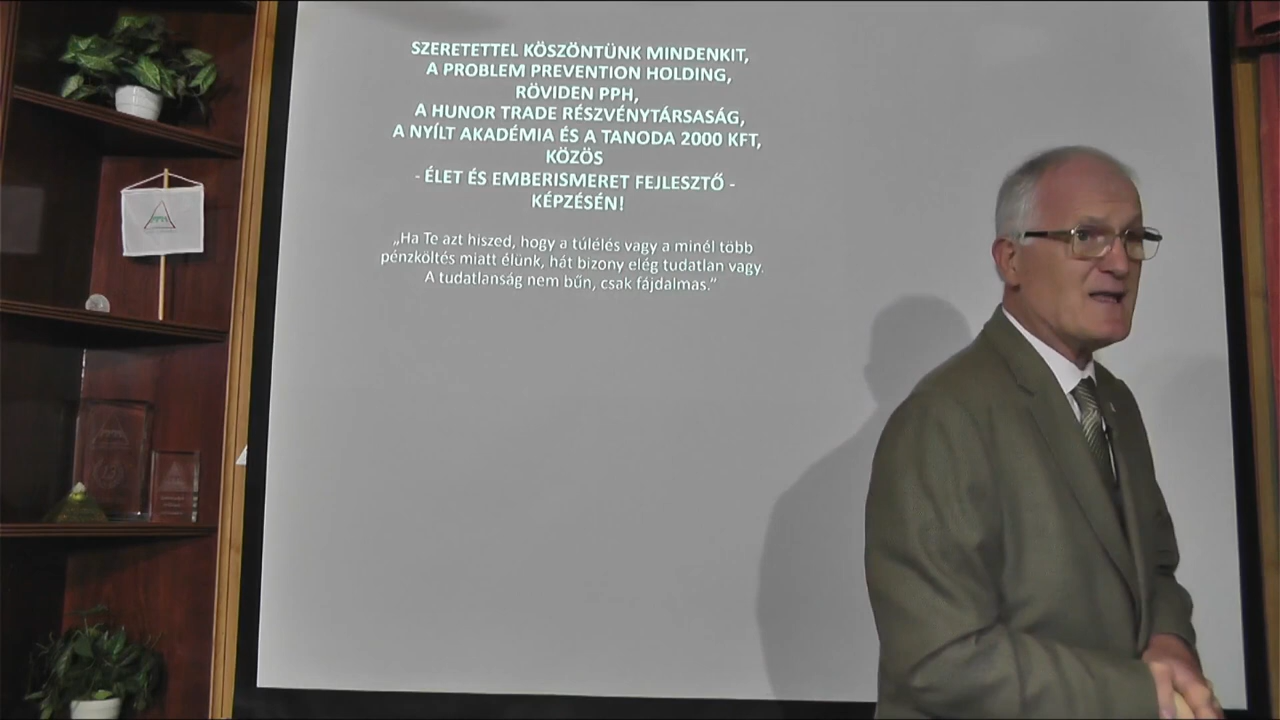 SZERETETTEL KÖSZÖNTÜNK MINDENKIT,
A PROBLEM PREVENTION HOLDING,
RÖVIDEN PPH,
A HUNOR TRADE RÉSZVÉNYTÁRSASÁG,
A NYÍLT AKADÉMIA ÉS A TANODA 2000 KFT,
KÖZÖS
- ÉLET ÉS EMBERISMERET FEJLESZTŐ -
KÉPZÉSÉN!
„Ha Te azt hiszed, hogy a túlélés vagy a minél több
pénzköltés miatt élünk, hát bizony elég tudatlan vagy.
A tudatlanság nem bűn, csak fájdalmas.”